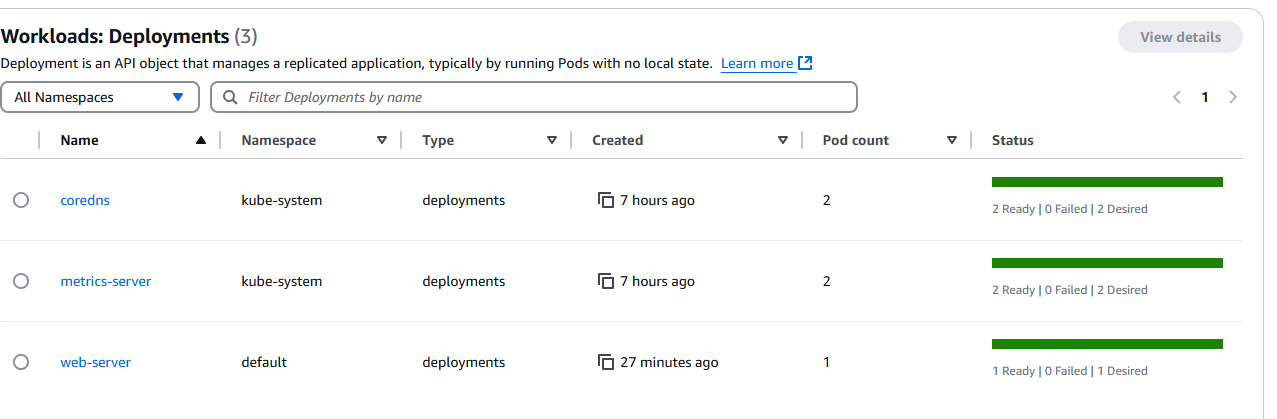 Workloads: Deployments (3)
View details
Deployment is an API object that manages a replicated application, typically by running Pods with no local state. Learn more
All Namespaces
Filter Deployments by name
1
Name Namespace Type Created Pod count Status
coredns kube-system deployments 7 hours ago 2
2 Ready | 0 Failed | 2 Desired
metrics-server kube-system deployments 7 hours ago 2
2 Ready | 0 Failed | 2 Desired
web-server default deployments 27 minutes ago 1
1 Ready | 0 Failed | 1 Desired